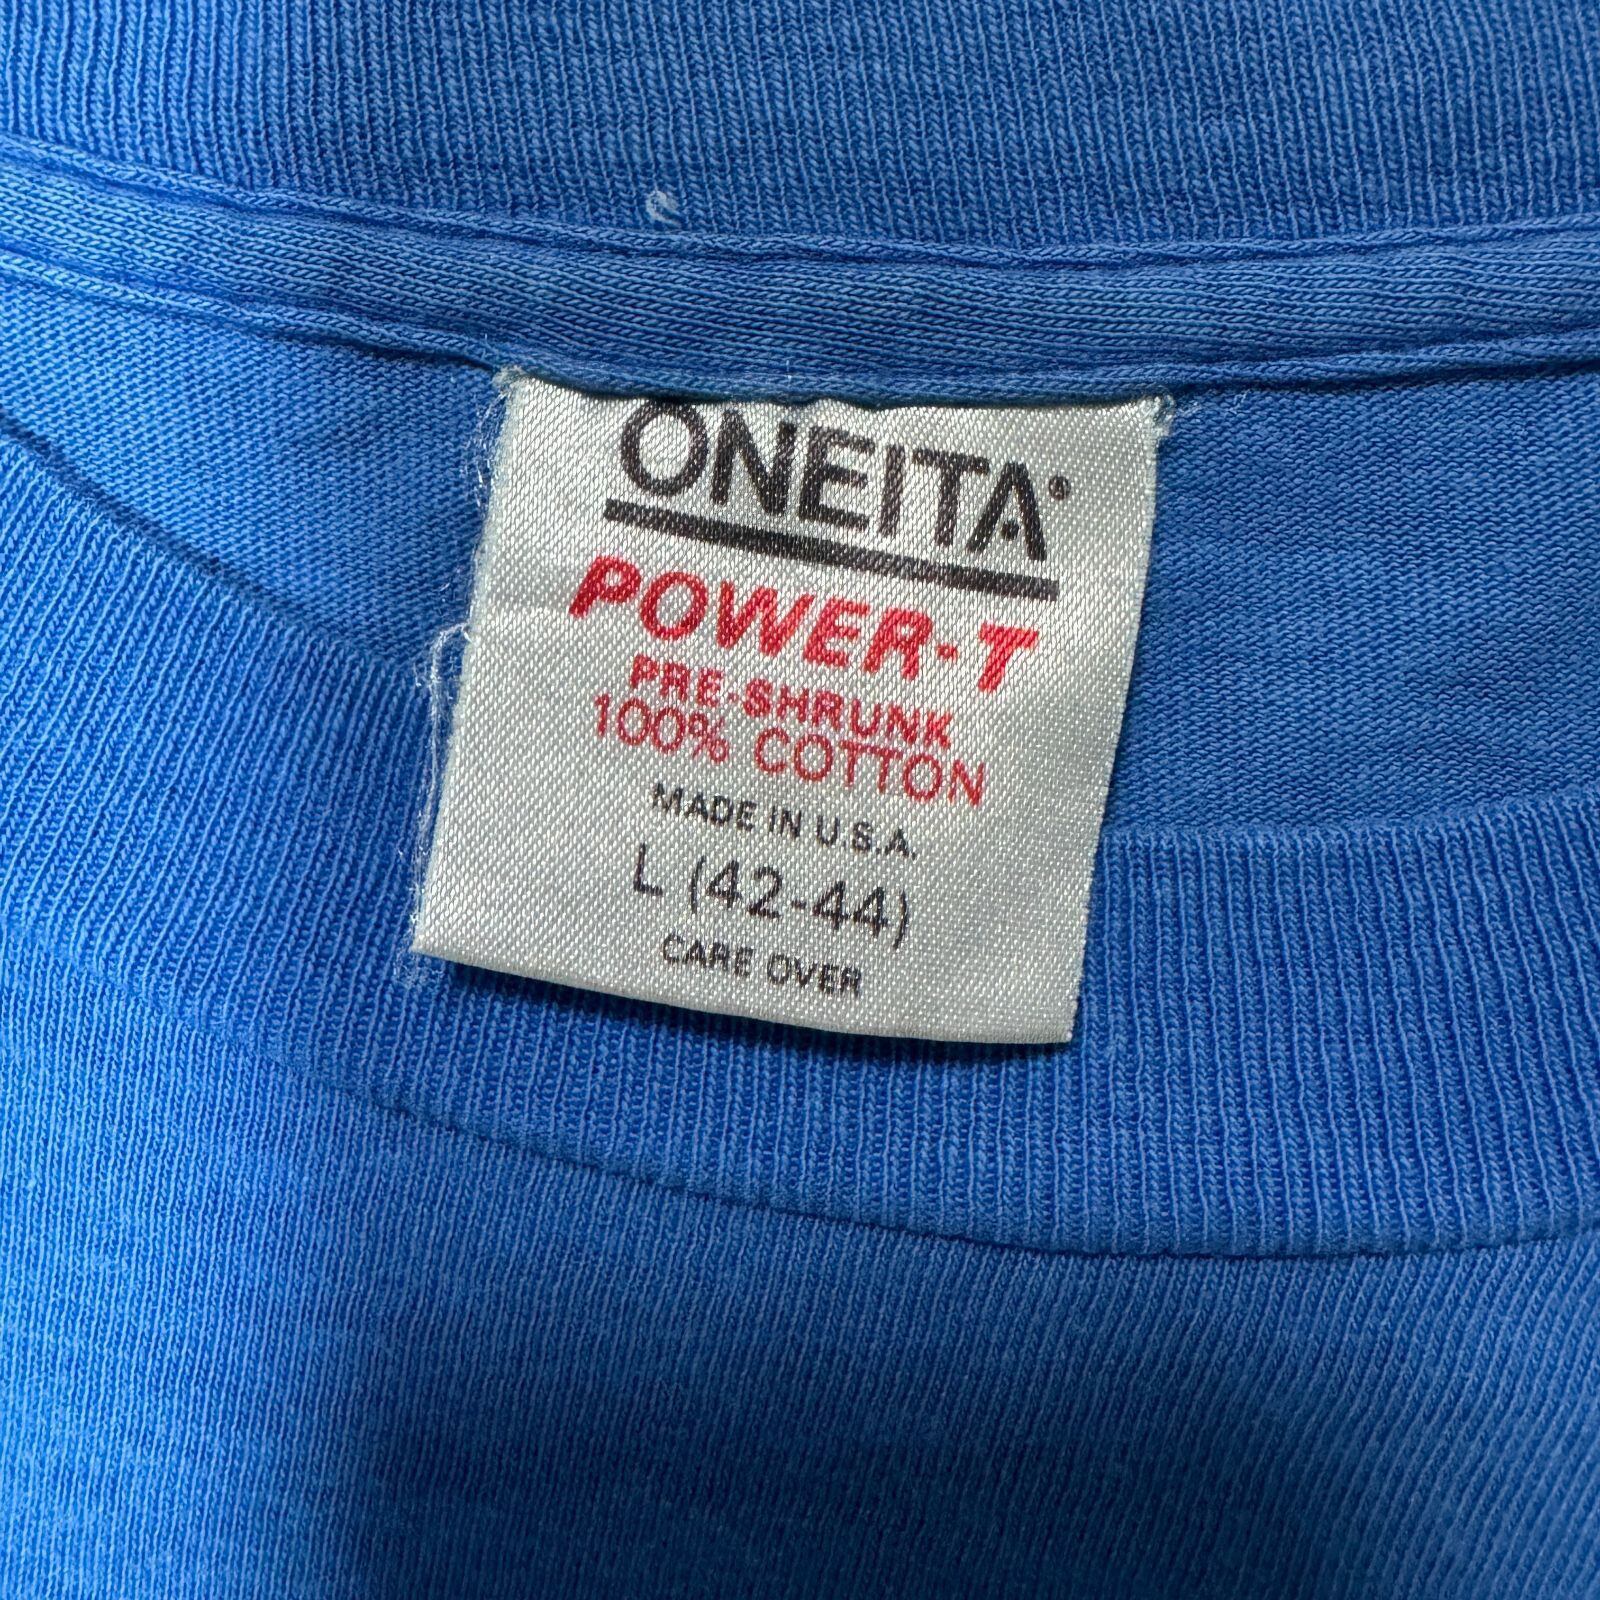 ONEITA®
POWER-T
PRE-SHRUNK
100% COTTON
MADE IN U.S.A.
L (42-44)
CARE OVER